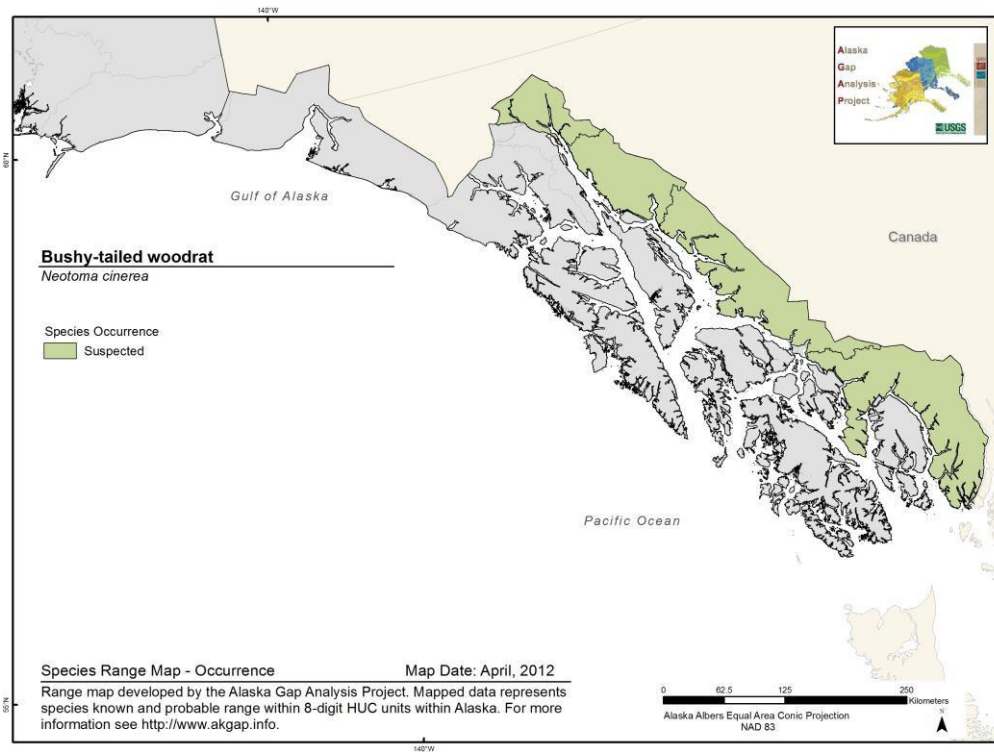 140°W
Alaska
Gap
Analysis
Project
USGS
60°N
Gulf of Alaska
Canada
Bushy-tailed woodrat
Neotoma cinerea
Species Occurrence
Suspected
Pacific Ocean
Species Range Map - Occurrence Map Date: April, 2012
Range map developed by the Alaska Gap Analysis Project. Mapped data represents
species known and probable range within 8-digit HUC units within Alaska. For more
information see http://www.akgap.info.
0 62.5 125 250
Kilometers
Alaska Albers Equal Area Conic Projection
NAD 83
N
55°N
140°W